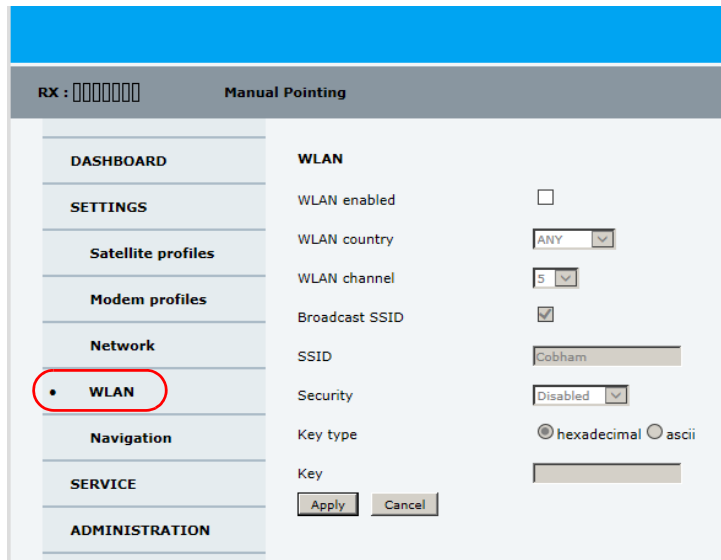 RX : Manual Pointing
DASHBOARD
SETTINGS
Satellite profiles
Modem profiles
Network
• WLAN
Navigation
SERVICE
ADMINISTRATION
WLAN
WLAN enabled
WLAN country ANY
WLAN channel 5
Broadcast SSID
SSID Cobham
Security Disabled
Key type hexadecimal ascii
Key
Apply Cancel